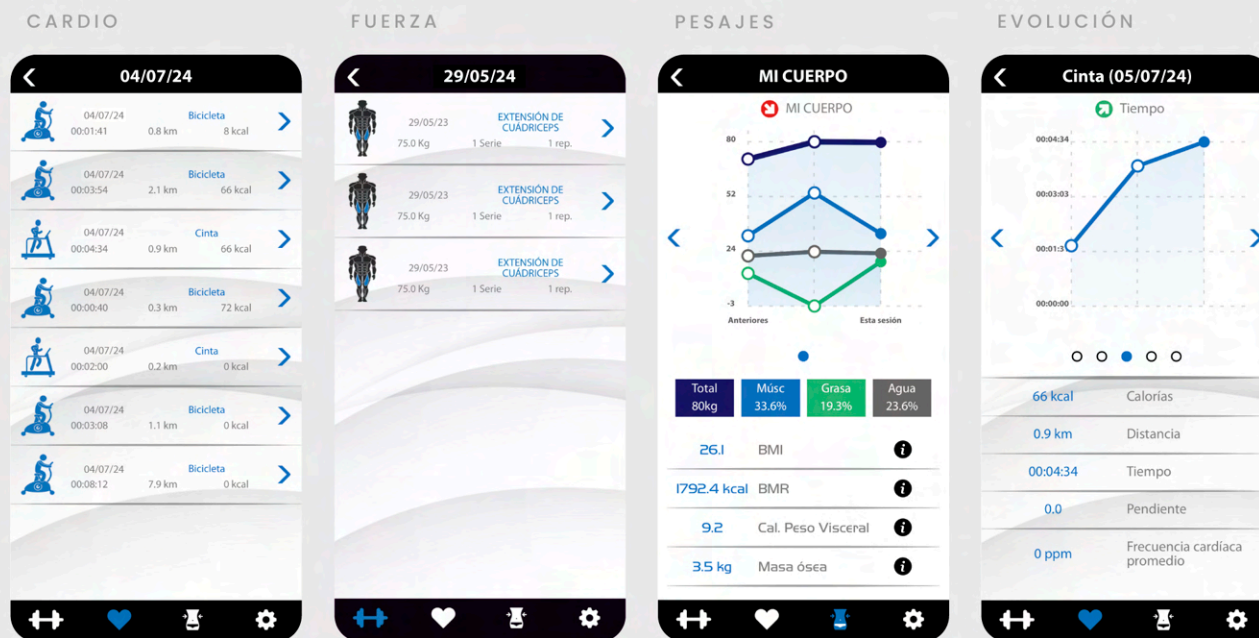 CARDIO
04/07/24
04/07/24 Bicicleta
00:01:41 0.8 km 8 kcal
04/07/24 Bicicleta
00:03:54 2.1 km 66 kcal
04/07/24 Cinta
00:04:34 0.9 km 66 kcal
04/07/24 Bicicleta
00:00:40 0.3 km 72 kcal
04/07/24 Cinta
00:02:00 0.2 km 0 kcal
04/07/24 Bicicleta
00:03:08 1.1 km 0 kcal
04/07/24 Bicicleta
00:08:12 7.9 km 0 kcal
FUERZA
29/05/24
29/05/23 EXTENSIÓN DE
CUÁDRICEPS
75.0 Kg 1 Serie 1 rep.
29/05/23 EXTENSIÓN DE
CUÁDRICEPS
75.0 Kg 1 Serie 1 rep.
29/05/23 EXTENSIÓN DE
CUÁDRICEPS
75.0 Kg 1 Serie 1 rep.
PESAJES
MI CUERPO
MI CUERPO
80
52
24
-3
Anteriores Esta sesión
Total Músc Grasa Agua
80kg 33.6% 19.3% 23.6%
26.1 BMI
1792.4 kcal BMR
9.2 Cal. Peso Visceral
3.5 kg Masa ósea
EVOLUCIÓN
Cinta (05/07/24)
Tiempo
00:04:34
00:03:03
00:01:3
00:00:00
66 kcal Calorías
0.9 km Distancia
00:04:34 Tiempo
0.0 Pendiente
0 ppm Frecuencia cardíaca
promedio